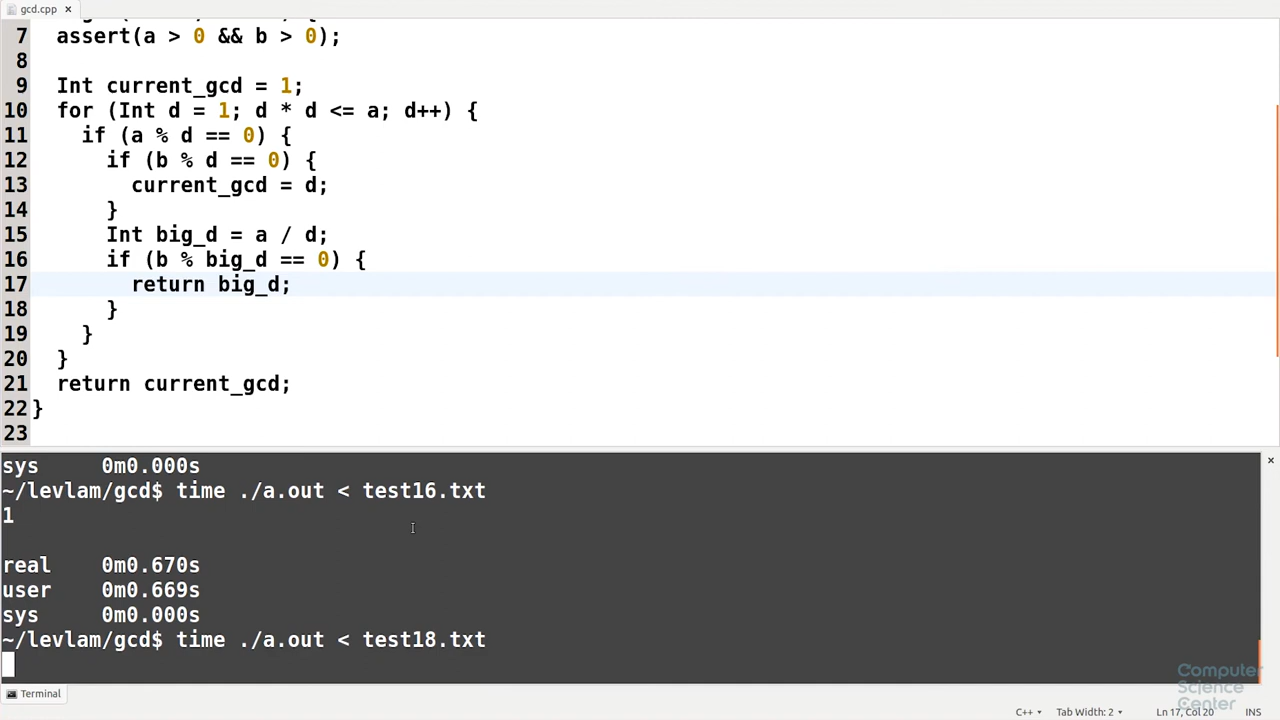 gcd.cpp ×
7 assert(a > 0 && b > 0);
8
9 Int current_gcd = 1;
10 for (Int d = 1; d * d <= a; d++) {
11 if (a % d == 0) {
12 if (b % d == 0) {
13 current_gcd = d;
14 }
15 Int big_d = a / d;
16 if (b % big_d == 0) {
17 return big_d;
18 }
19 }
20 }
21 return current_gcd;
22 }
23
sys 0m0.000s
~/levlam/gcd$ time ./a.out < test16.txt
1
real 0m0.670s
user 0m0.669s
sys 0m0.000s
~/levlam/gcd$ time ./a.out < test18.txt
Computer
Science
Center
Terminal
C++ Tab Width: 2 Ln 17, Col 20 INS